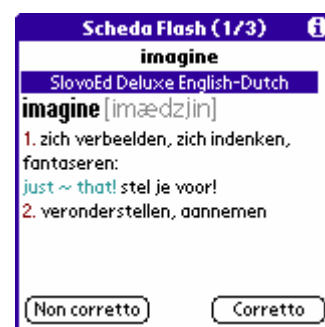 Scheda Flash (1/3)
imagine
SlovoEd Deluxe English-Dutch
imagine [imædzjin]
1. zich verbeelden, zich indenken,
fantaseren:
just ~ that! stel je voor!
2. veronderstellen, aannemen
Non corretto Corretto